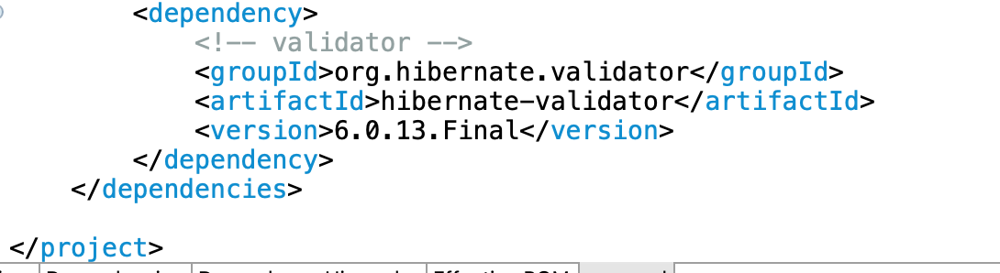 <dependency>
<!-- validator -->
<groupId>org.hibernate.validator</groupId>
<artifactId>hibernate-validator</artifactId>
<version>6.0.13.Final</version>
</dependency>
</dependencies>
</project>